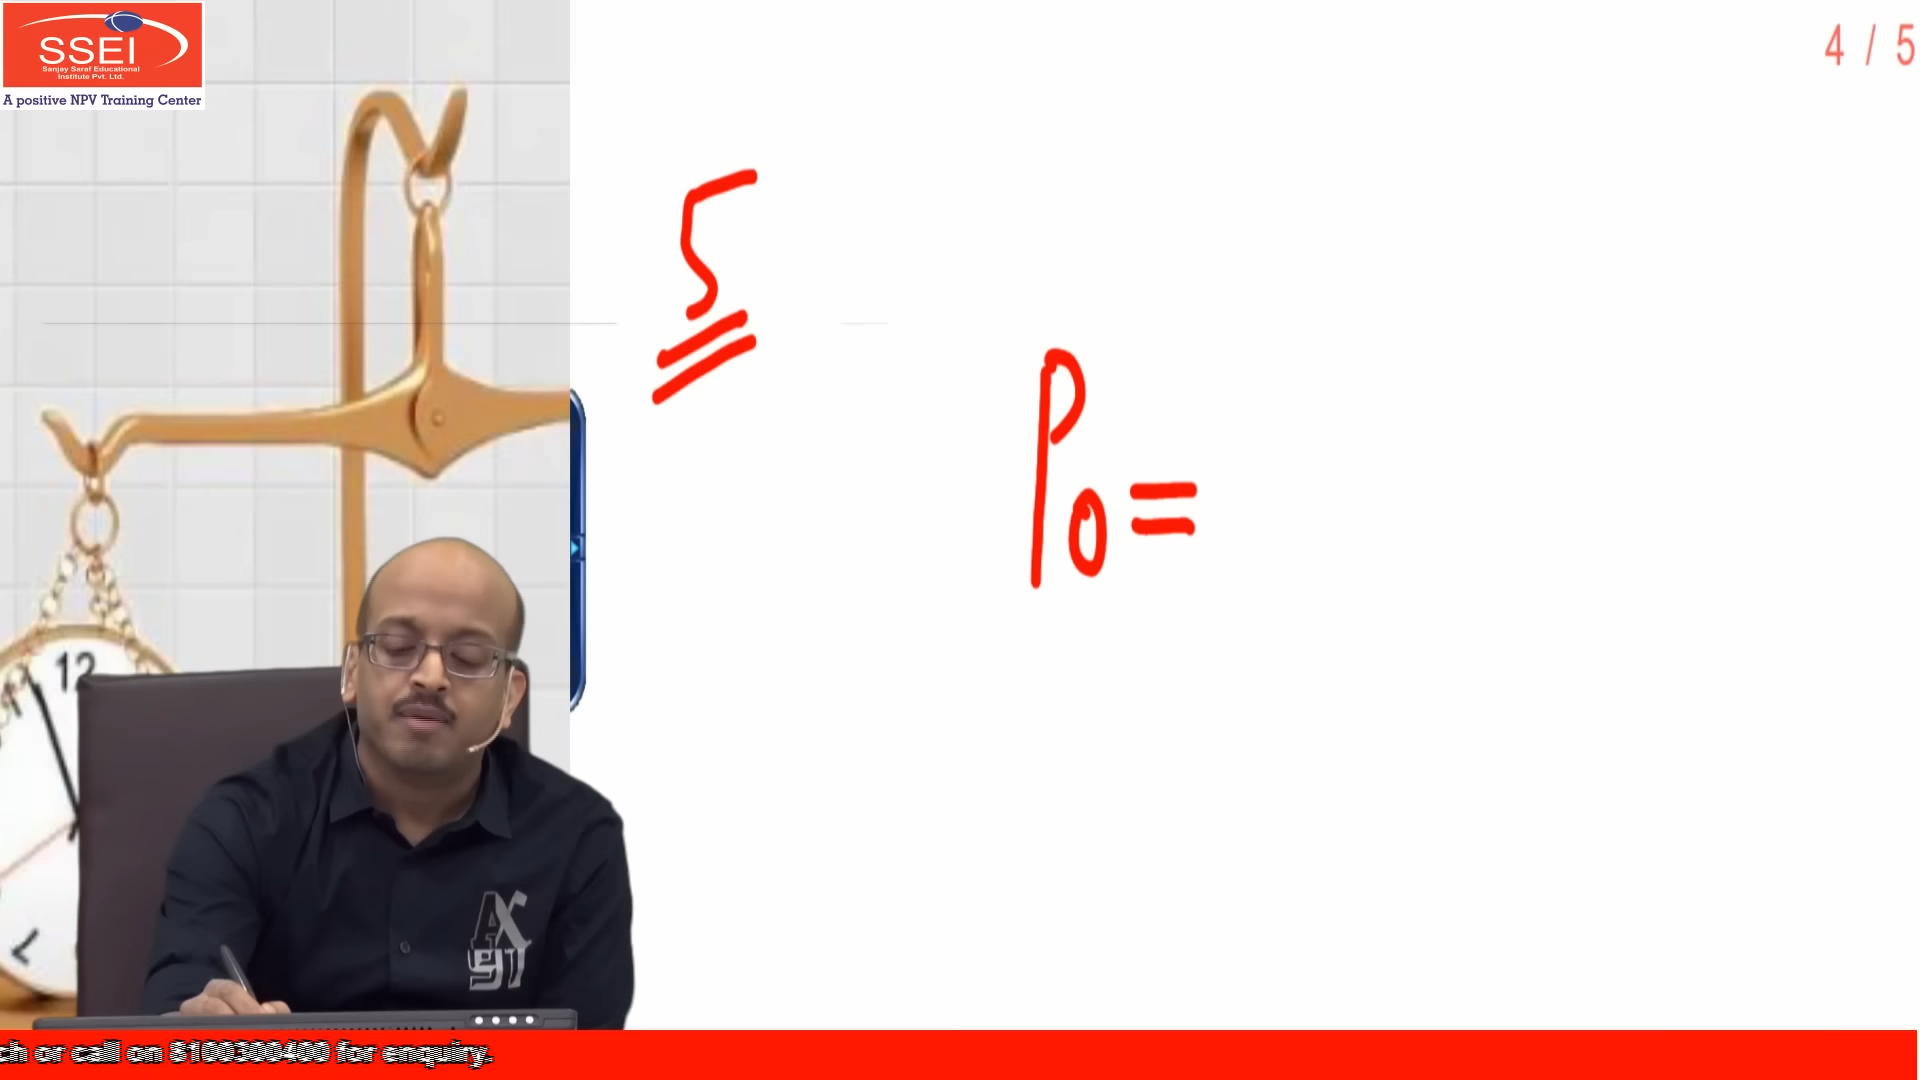 SSEI
Sanjay Saraf Educational
Institute Pvt. Ltd.
A positive NPV Training Center
4 / 5
5
P0=
12
ch or call on 8100300400 for enquiry.